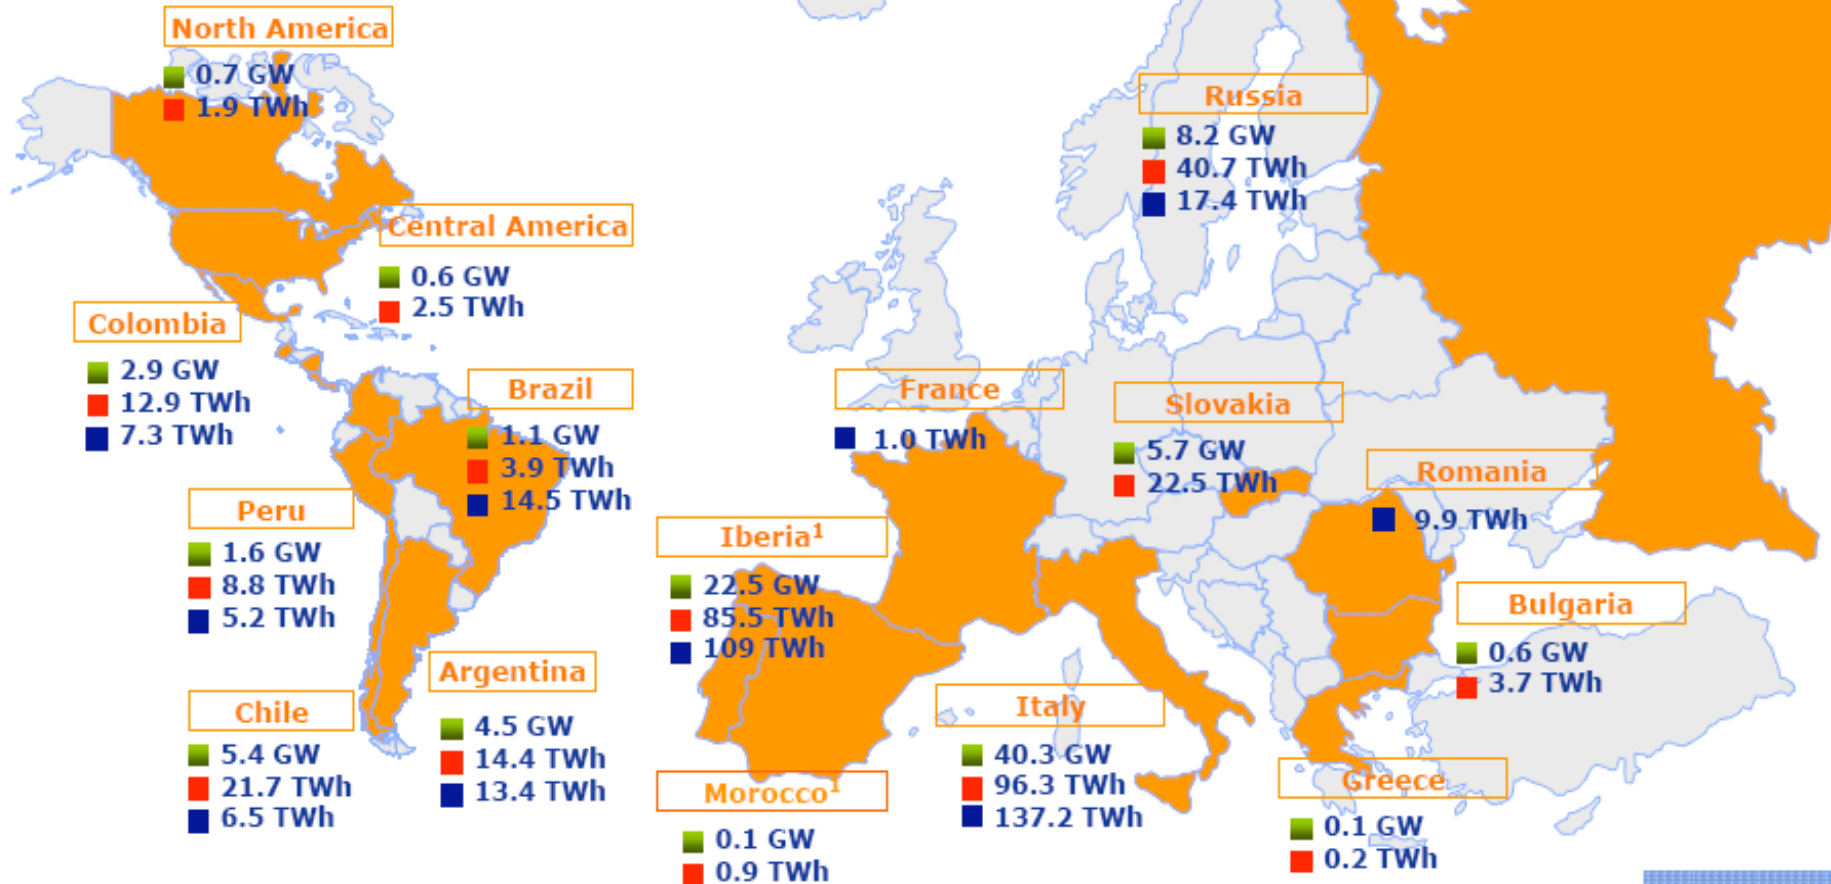 North America
0.7 GW
1.9 TWh
Central America
0.6 GW
2.5 TWh
Colombia
2.9 GW
12.9 TWh
7.3 TWh
Brazil
1.1 GW
3.9 TWh
14.5 TWh
Peru
1.6 GW
8.8 TWh
5.2 TWh
Argentina
4.5 GW
14.4 TWh
13.4 TWh
Chile
5.4 GW
21.7 TWh
6.5 TWh
Russia
8.2 GW
40.7 TWh
17.4 TWh
France
1.0 TWh
Slovakia
5.7 GW
22.5 TWh
Romania
9.9 TWh
Iberia¹
22.5 GW
85.5 TWh
109 TWh
Bulgaria
0.6 GW
3.7 TWh
Italy
40.3 GW
96.3 TWh
137.2 TWh
Morocco¹
0.1 GW
0.9 TWh
Greece
0.1 GW
0.2 TWh